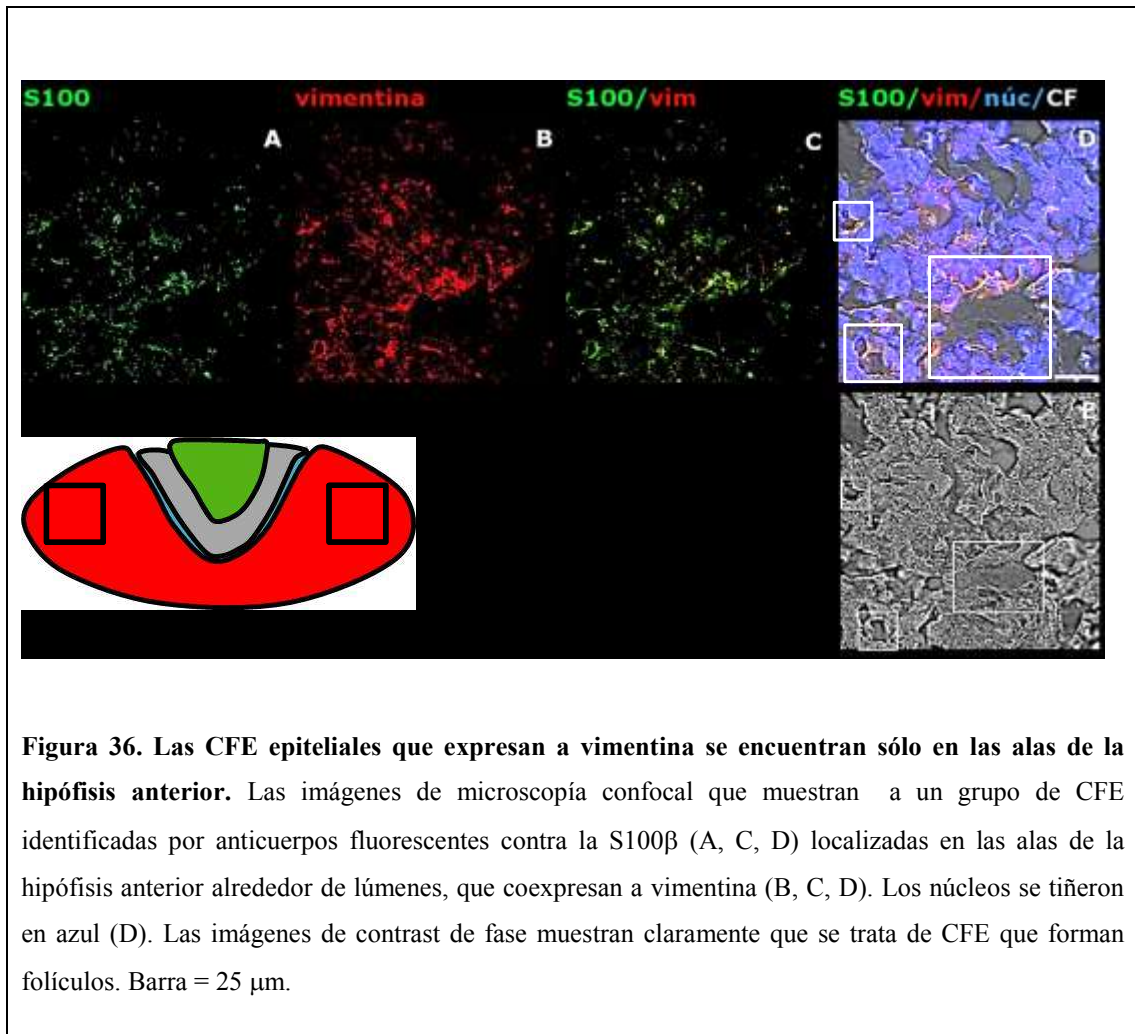 S100 vimentina S100/vim S100/vim/núc/CF
A B C D
E
Figura 36. Las CFE epiteliales que expresan a vimentina se encuentran sólo en las alas de la
hipófisis anterior. Las imágenes de microscopía confocal que muestran a un grupo de CFE
identificadas por anticuerpos fluorescentes contra la S100β (A, C, D) localizadas en las alas de la
hipófisis anterior alrededor de lúmenes, que coexpresan a vimentina (B, C, D). Los núcleos se tiñeron
en azul (D). Las imágenes de contrast de fase muestran claramente que se trata de CFE que forman
folículos. Barra = 25 μm.